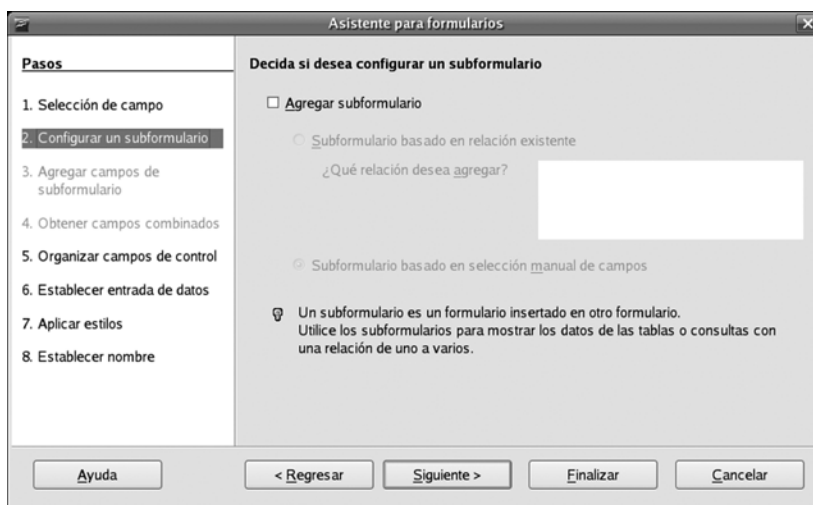 Asistente para formularios
Pasos
1. Selección de campo
2. Configurar un subformulario
3. Agregar campos de
subformulario
4. Obtener campos combinados
5. Organizar campos de control
6. Establecer entrada de datos
7. Aplicar estilos
8. Establecer nombre
Decida si desea configurar un subformulario
Agregar subformulario
Subformulario basado en relación existente
¿Qué relación desea agregar?
Subformulario basado en selección manual de campos
Un subformulario es un formulario insertado en otro formulario.
Utilice los subformularios para mostrar los datos de las tablas o consultas con
una relación de uno a varios.
Ayuda
< Regresar
Siguiente >
Finalizar
Cancelar